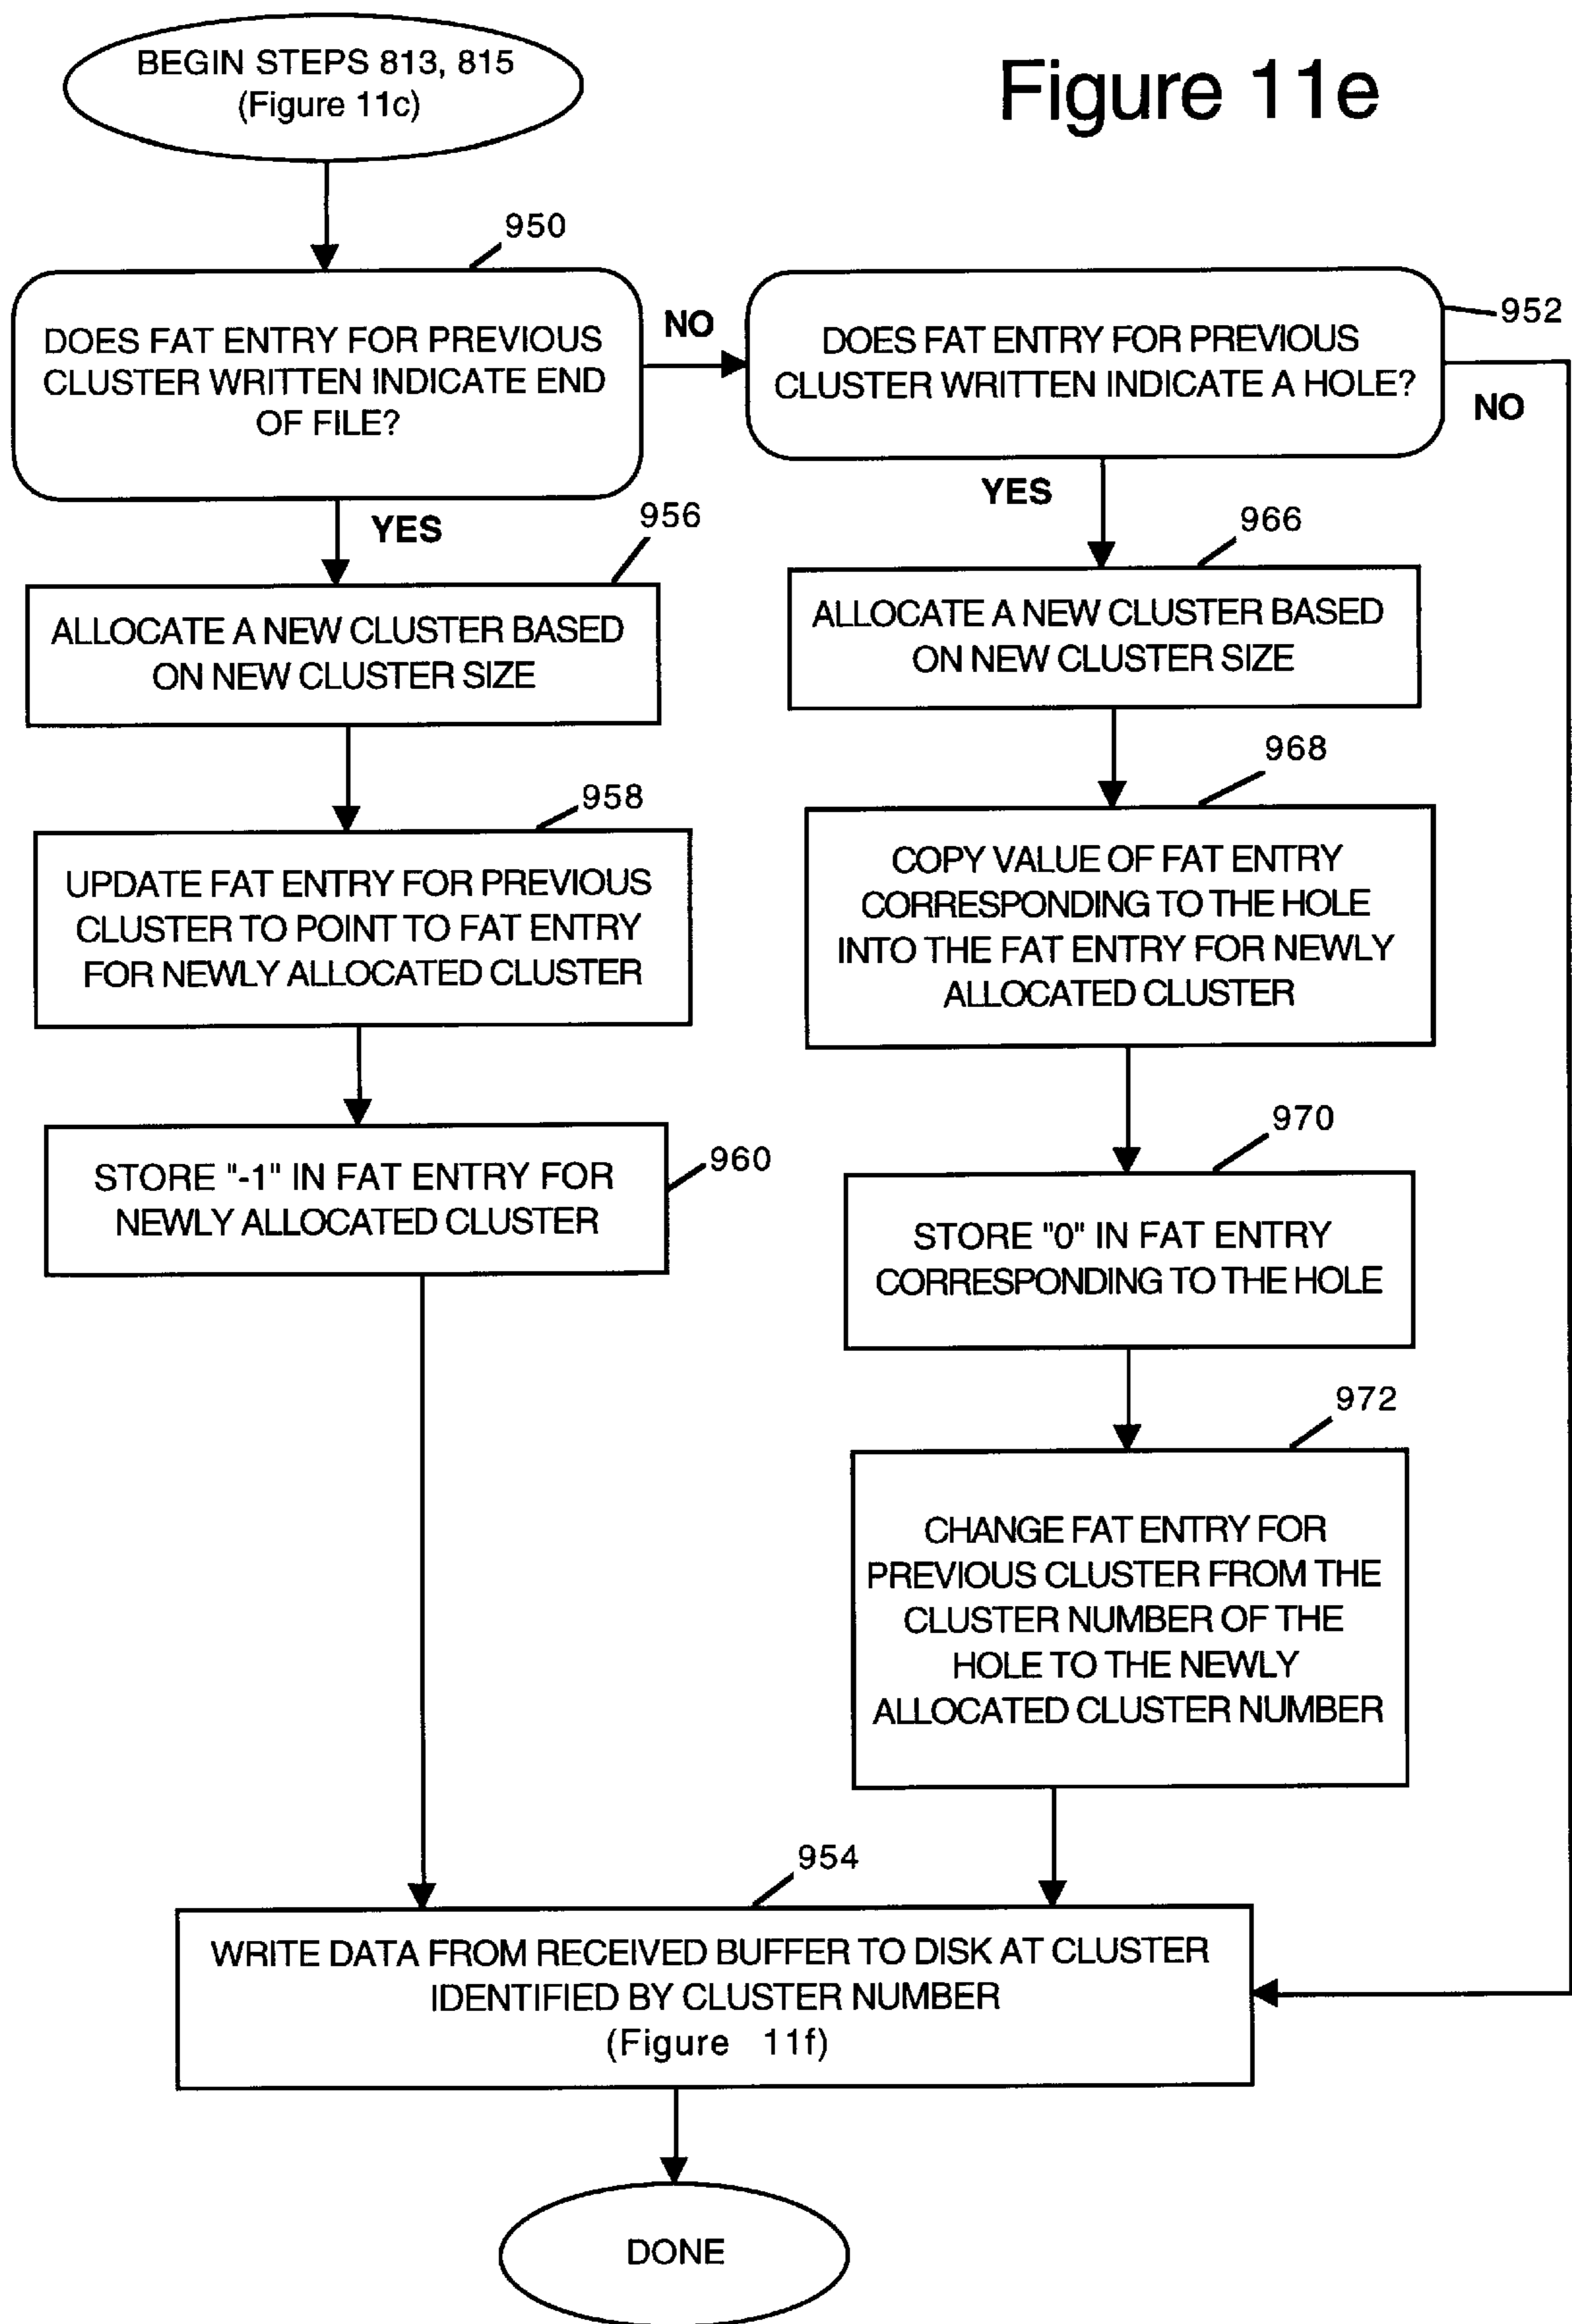 BEGIN STEPS 813, 815
(Figure 11c)
Figure 11e
950
DOES FAT ENTRY FOR PREVIOUS
CLUSTER WRITTEN INDICATE END
OF FILE?
NO
952
DOES FAT ENTRY FOR PREVIOUS
CLUSTER WRITTEN INDICATE A HOLE?
NO
YES
956
ALLOCATE A NEW CLUSTER BASED
ON NEW CLUSTER SIZE
958
UPDATE FAT ENTRY FOR PREVIOUS
CLUSTER TO POINT TO FAT ENTRY
FOR NEWLY ALLOCATED CLUSTER
960
STORE "-1" IN FAT ENTRY FOR
NEWLY ALLOCATED CLUSTER
YES
966
ALLOCATE A NEW CLUSTER BASED
ON NEW CLUSTER SIZE
968
COPY VALUE OF FAT ENTRY
CORRESPONDING TO THE HOLE
INTO THE FAT ENTRY FOR NEWLY
ALLOCATED CLUSTER
970
STORE "0" IN FAT ENTRY
CORRESPONDING TO THE HOLE
972
CHANGE FAT ENTRY FOR
PREVIOUS CLUSTER FROM THE
CLUSTER NUMBER OF THE
HOLE TO THE NEWLY
ALLOCATED CLUSTER NUMBER
954
WRITE DATA FROM RECEIVED BUFFER TO DISK AT CLUSTER
IDENTIFIED BY CLUSTER NUMBER
(Figure 11f)
DONE